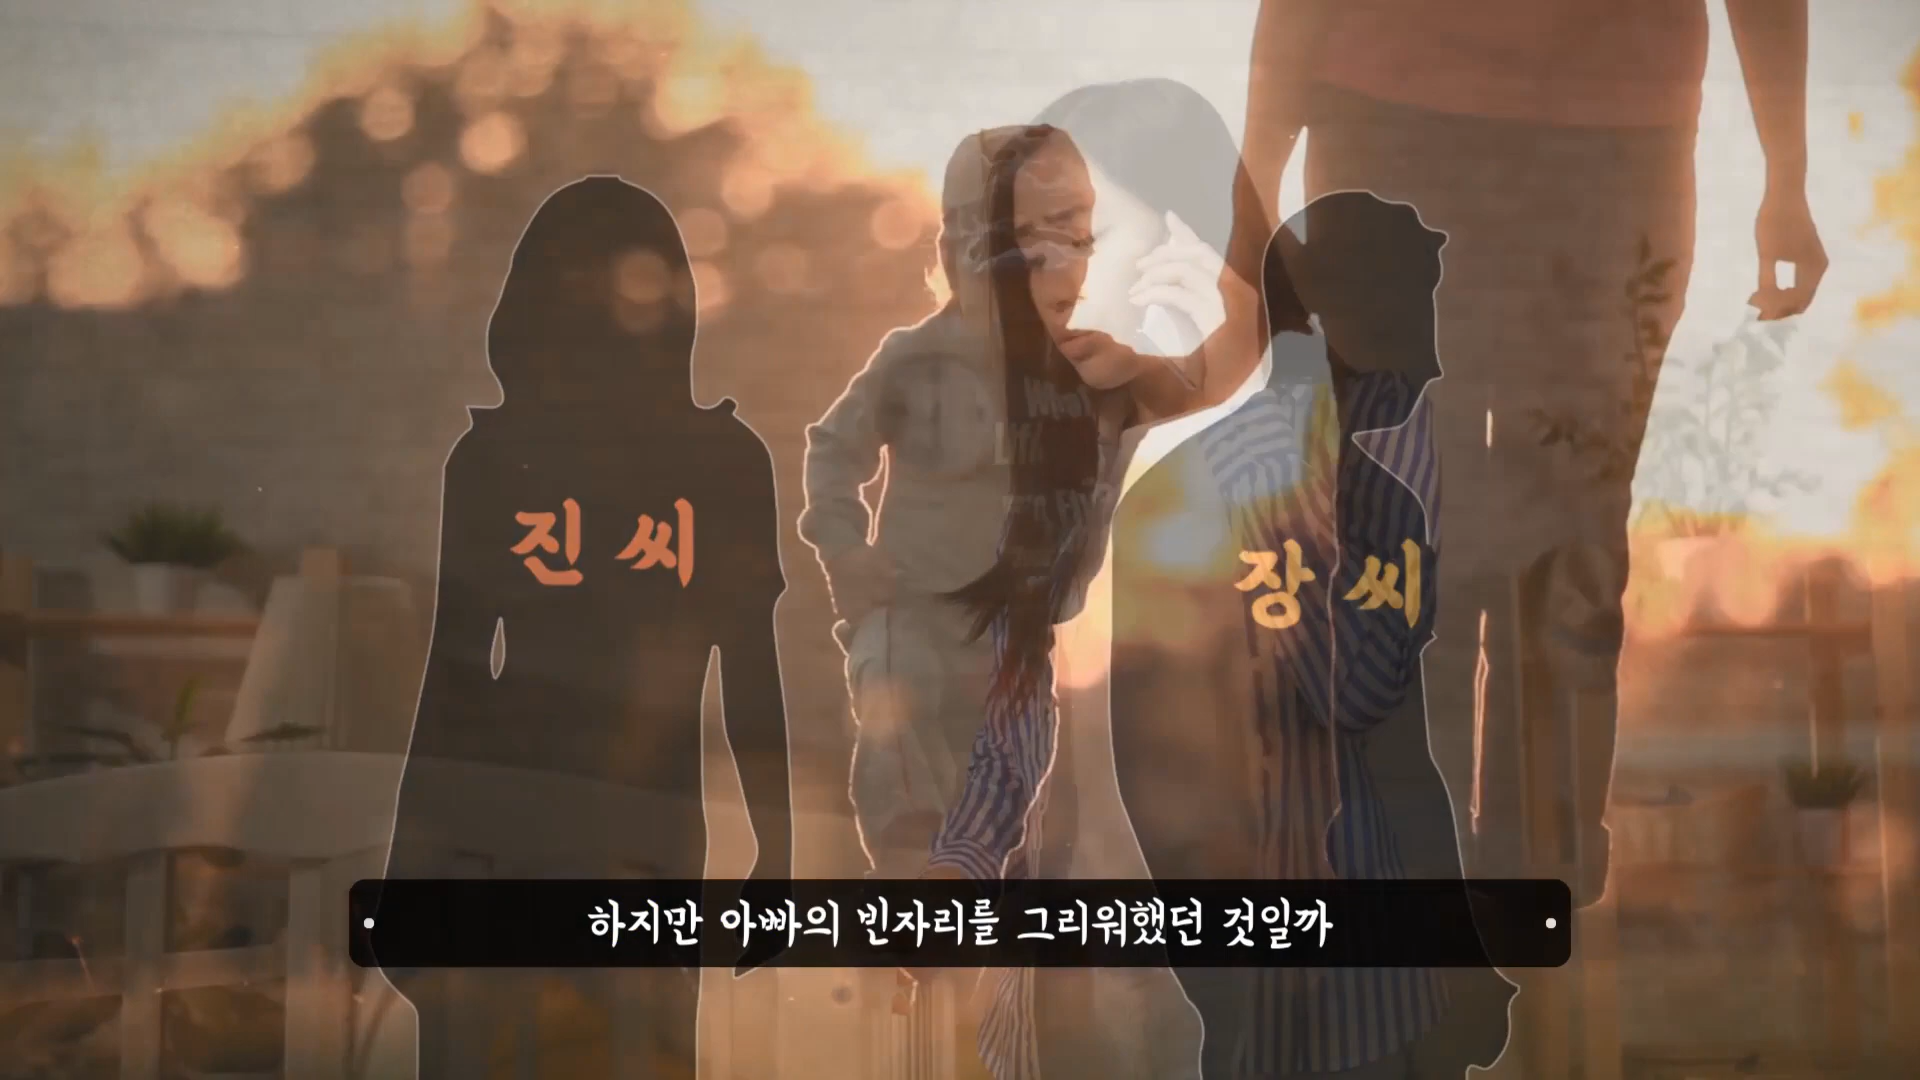 진 씨
장 씨
하지만 아빠의 빈자리를 그리워했던 것일까